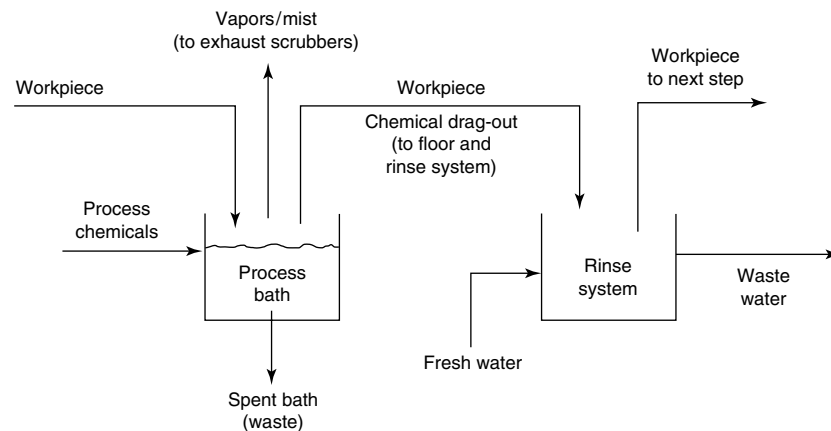 Vapors/mist
(to exhaust scrubbers)
Workpiece
to next step
Workpiece
Workpiece
Chemical drag-out
(to floor and
rinse system)
Process
chemicals
Process
bath
Rinse
system
Waste
water
Fresh water
Spent bath
(waste)